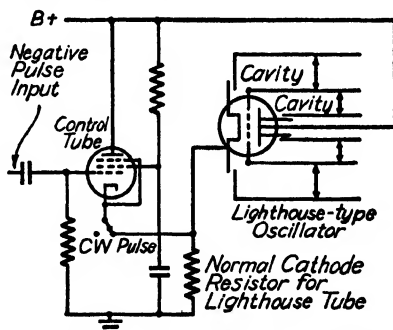 B+
Negative
Pulse
Input
Control
Tube
Cavity
Cavity
Lighthouse-type
Oscillator
CW Pulse
Normal Cathode
Resistor for
Lighthouse Tube